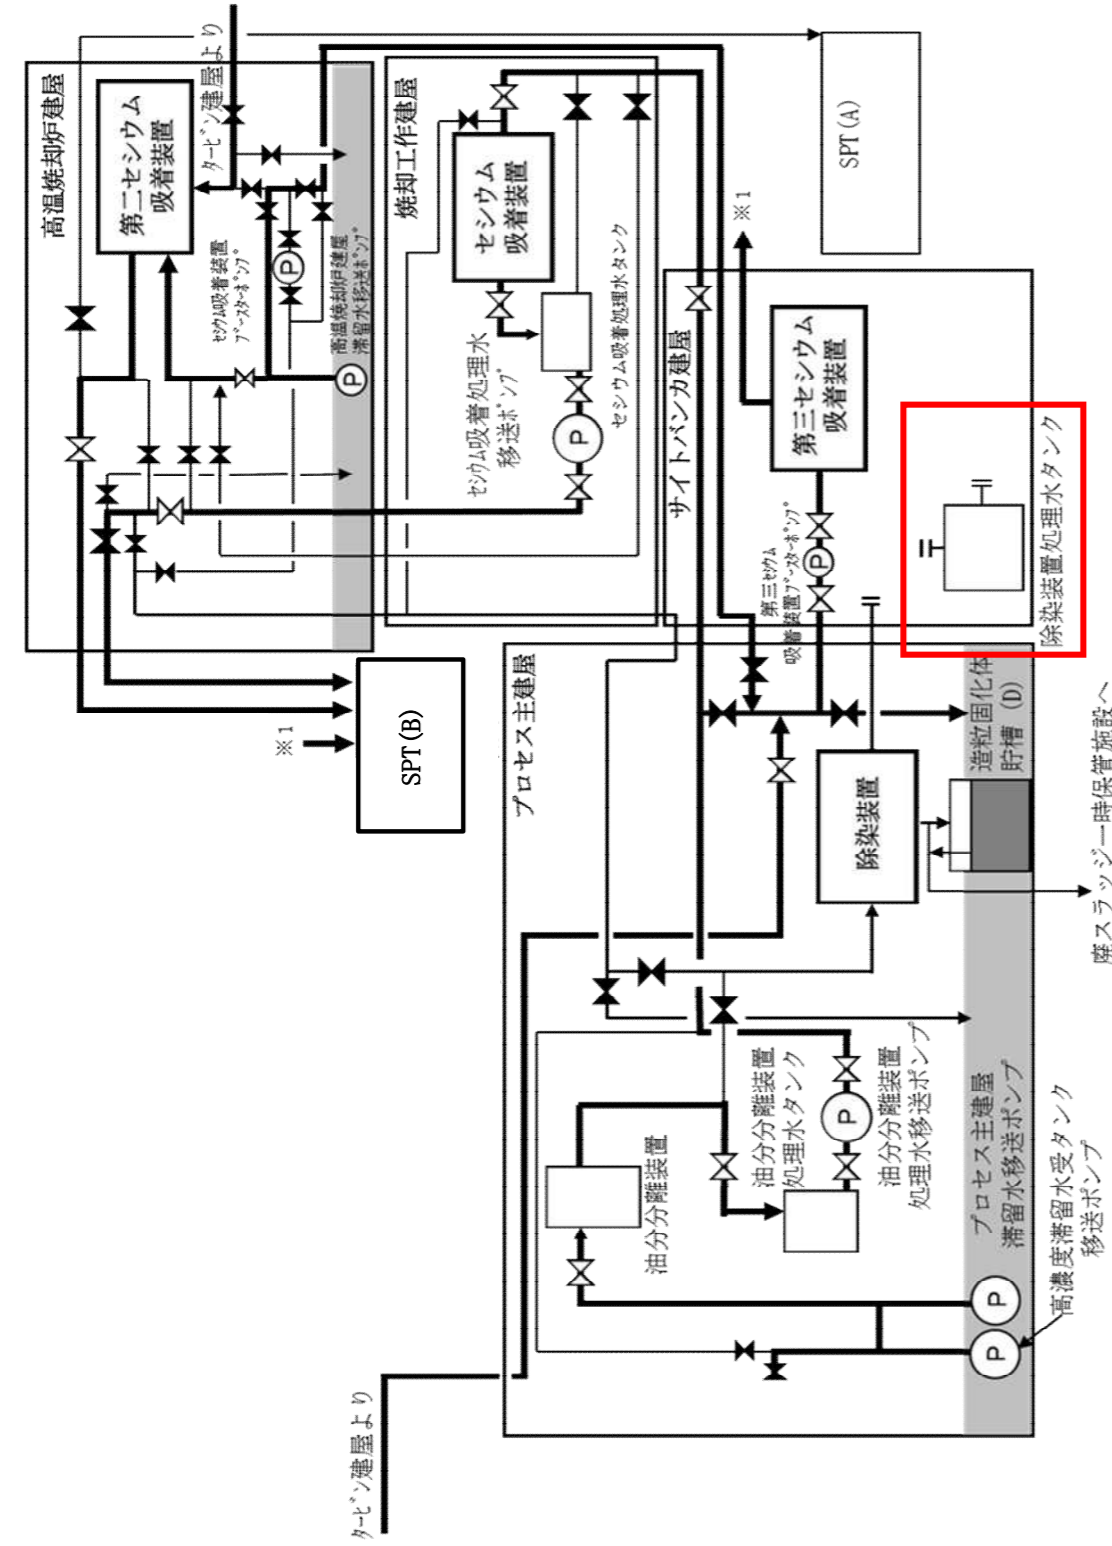 タービン建屋より
高温焼却炉建屋
第二セシウム
吸着装置
セシウム吸着装置
ブースターポンプ
P
高温焼却炉建屋
滞留水移送ポンプ
P
焼却工作建屋
セシウム
吸着装置
セシウム吸着処理水
移送ポンプ
P
セシウム吸着処理水タンク
SPT(A)
※1
サイトバンカ建屋
第三セシウム
吸着装置
第三セシウム
吸着装置ブースターポンプ
P
除染装置処理水タンク
※1
SPT(B)
プロセス主建屋
除染装置
造粒固化体
貯槽(D)
廃スラッジ一時保管施設へ
油分分離装置
油分分離装置
処理水タンク
P
油分分離装置
処理水移送ポンプ
プロセス主建屋
滞留水移送ポンプ
P
P
高濃度滞留水受タンク
移送ポンプ
タービン建屋より